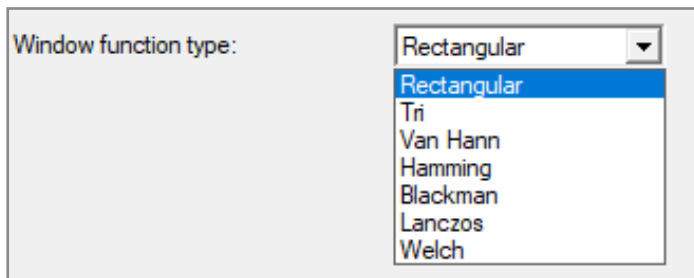 Window function type: Rectangular
Rectangular
Tri
Van Hann
Hamming
Blackman
Lanczos
Welch